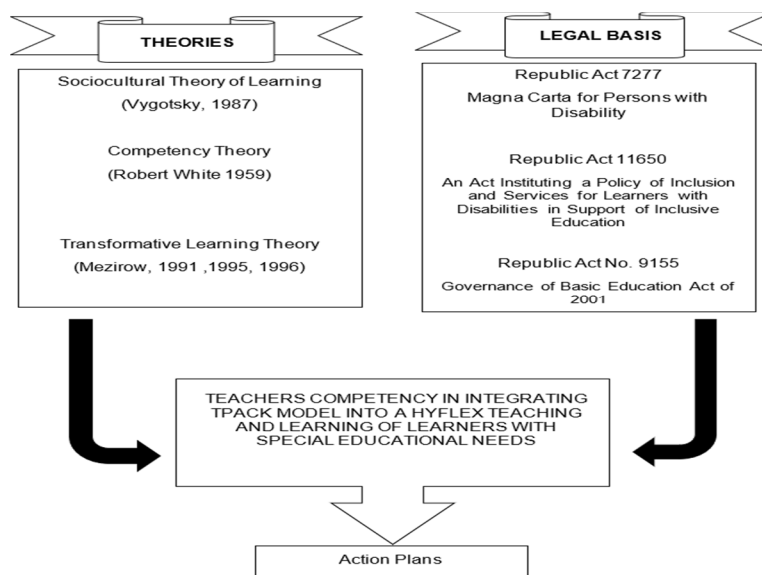 THEORIES
Sociocultural Theory of Learning
(Vygotsky, 1987)
Competency Theory
(Robert White 1959)
Transformative Learning Theory
(Mezirow, 1991 ,1995, 1996)
LEGAL BASIS
Republic Act 7277
Magna Carta for Persons with
Disability
Republic Act 11650
An Act Instituting a Policy of Inclusion
and Services for Learners with
Disabilities in Support of Inclusive
Education
Republic Act No. 9155
Governance of Basic Education Act of
2001
TEACHERS COMPETENCY IN INTEGRATING
TPACK MODEL INTO A HYFLEX TEACHING
AND LEARNING OF LEARNERS WITH
SPECIAL EDUCATIONAL NEEDS
Action Plans